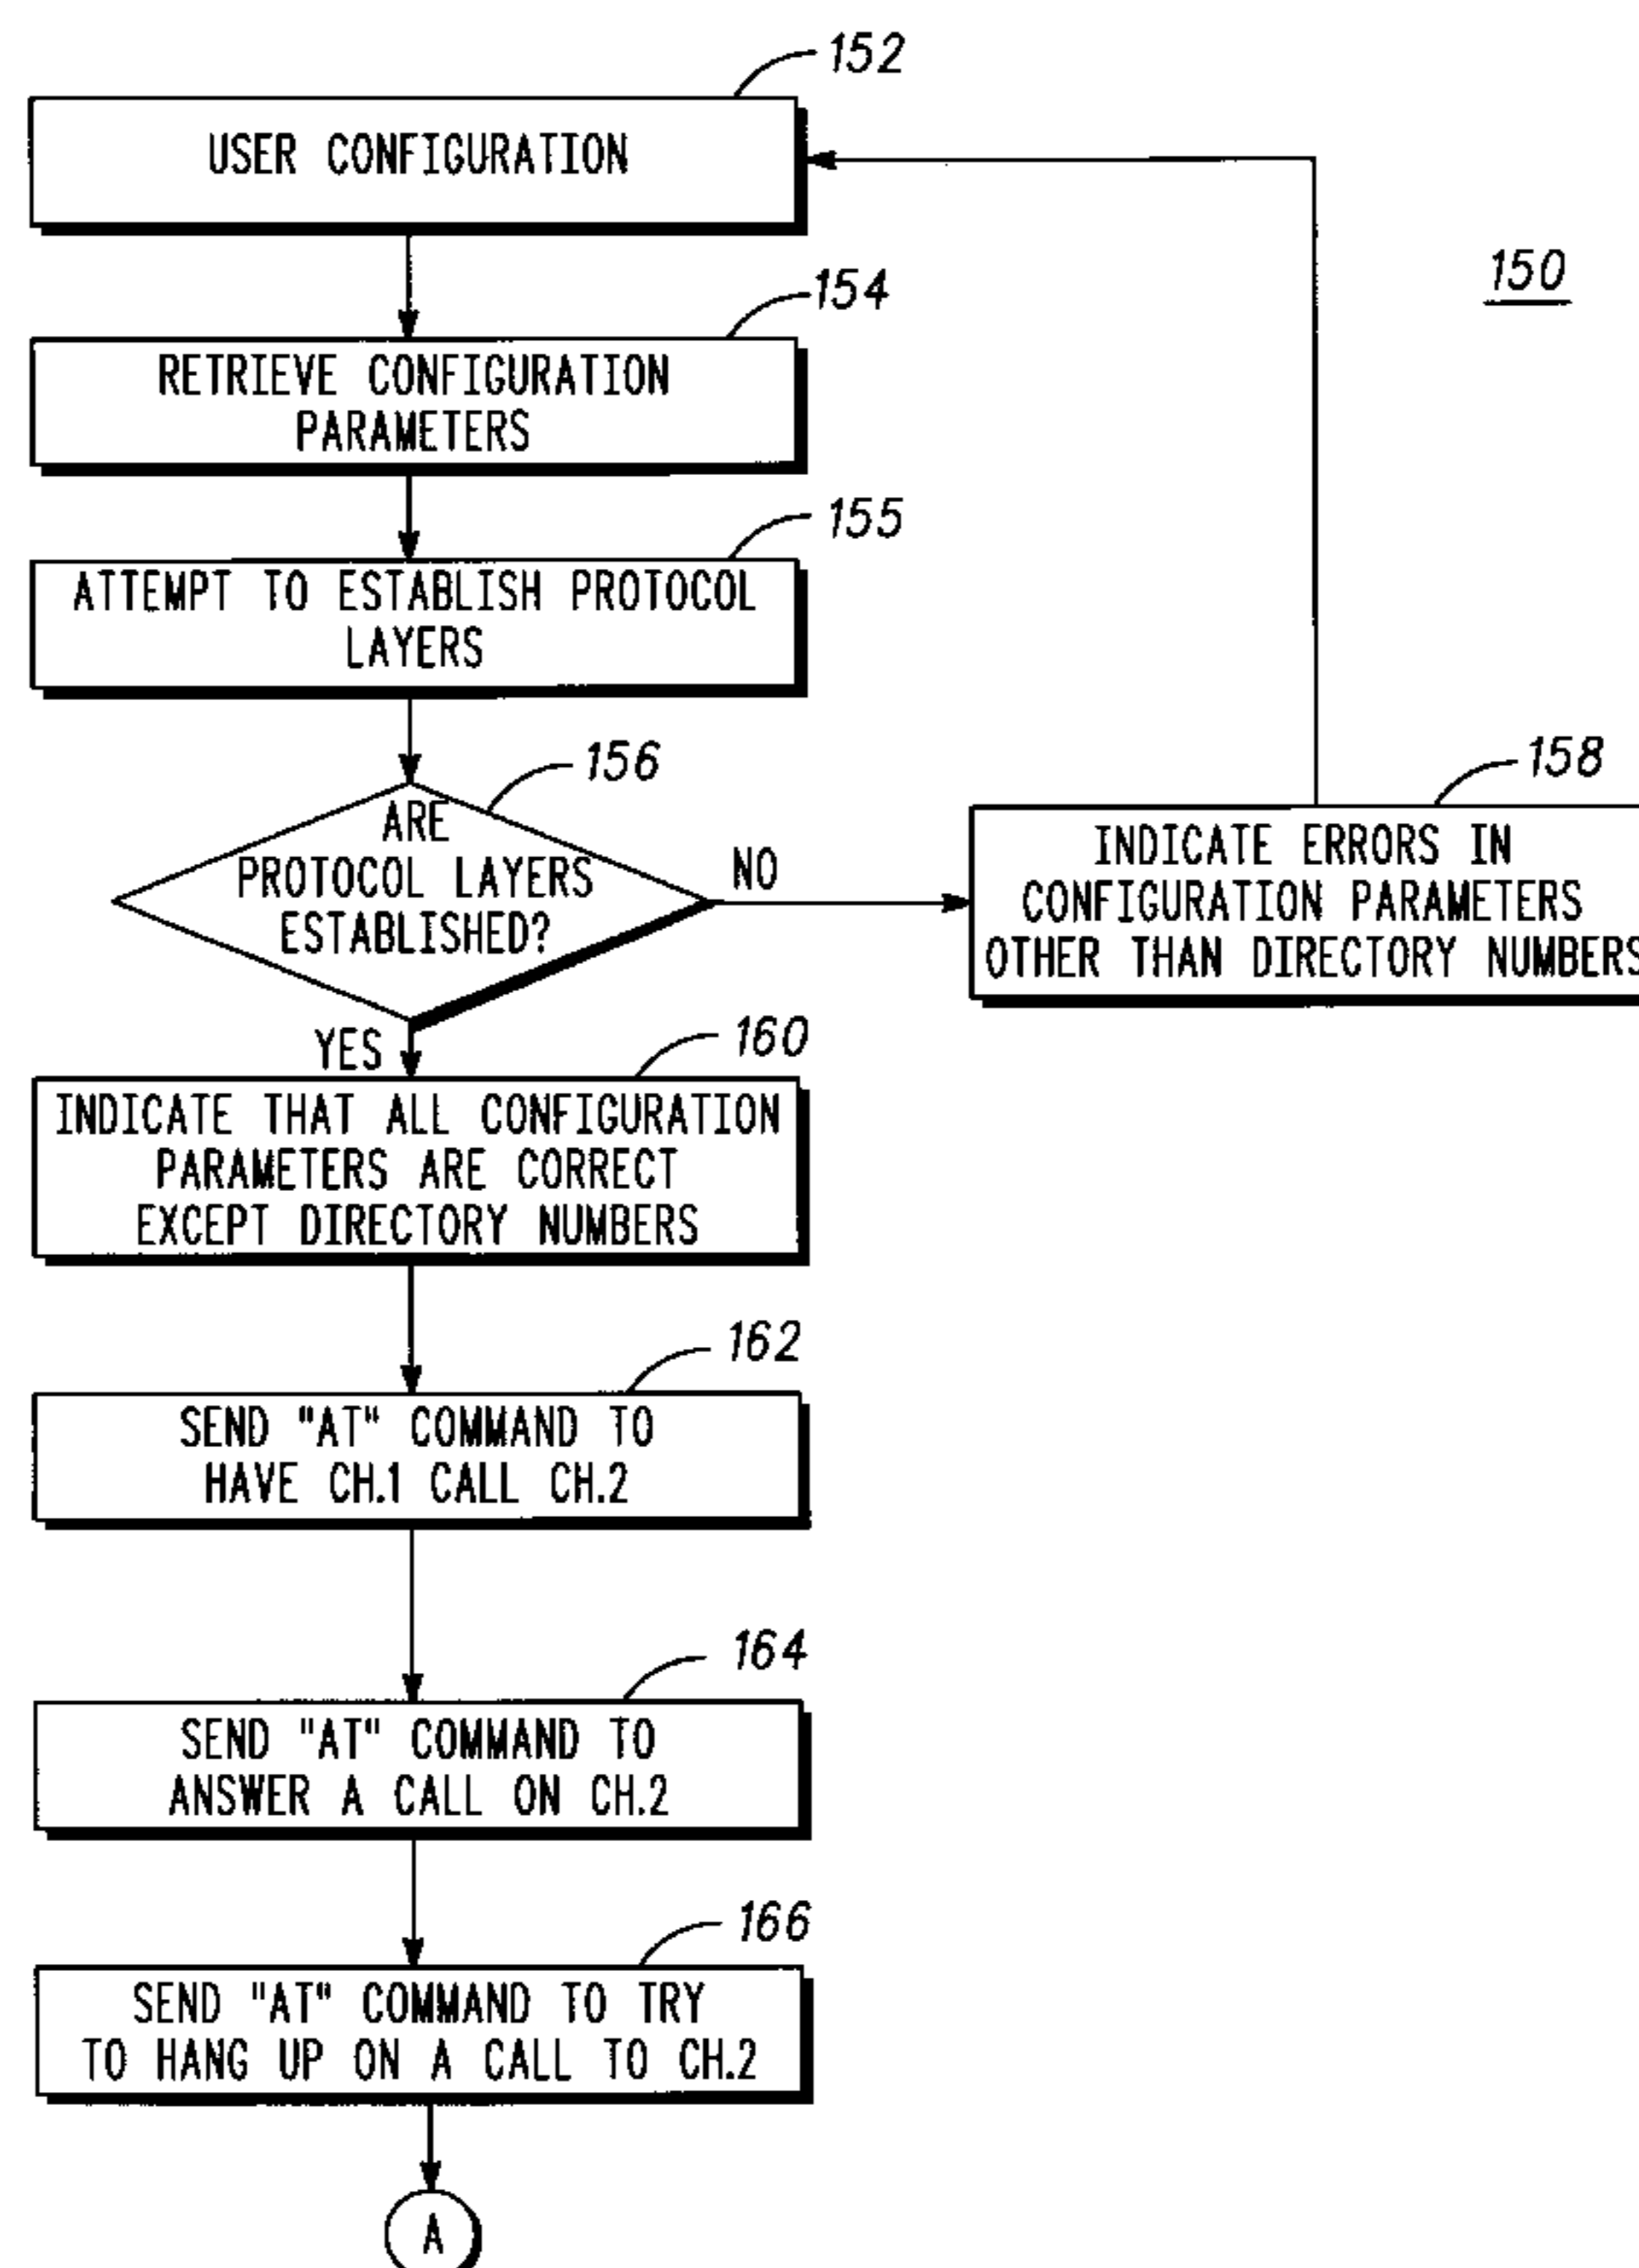 152
USER CONFIGURATION
150
154
RETRIEVE CONFIGURATION
PARAMETERS
155
ATTEMPT TO ESTABLISH PROTOCOL
LAYERS
156
ARE
PROTOCOL LAYERS
ESTABLISHED?
NO
YES
158
INDICATE ERRORS IN
CONFIGURATION PARAMETERS
OTHER THAN DIRECTORY NUMBERS
160
INDICATE THAT ALL CONFIGURATION
PARAMETERS ARE CORRECT
EXCEPT DIRECTORY NUMBERS
162
SEND "AT" COMMAND TO
HAVE CH.1 CALL CH.2
164
SEND "AT" COMMAND TO
ANSWER A CALL ON CH.2
166
SEND "AT" COMMAND TO TRY
TO HANG UP ON A CALL TO CH.2
A